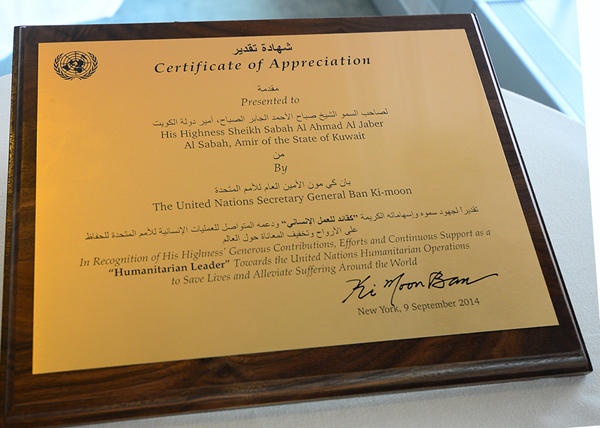 شهادة تقدير
Certificate of Appreciation
مقدمة
Presented to
لصاحب السمو الشيخ صباح الأحمد الجابر الصباح، أمير دولة الكويت
His Highness Sheikh Sabah Al Ahmad Al Jaber
Al Sabah, Amir of the State of Kuwait
من
By
بان كي مون الأمين العام للأمم المتحدة
The United Nations Secretary General Ban Ki-moon
تقديراً لجهود سموه وإسهاماته الكريمة "كقائد للعمل الإنساني" ودعمه المتواصل للعمليات الإنسانية للأمم المتحدة للحفاظ
على الأرواح وتخفيف المعاناة حول العالم
In Recognition of His Highness' Generous Contributions, Efforts and Continuous Support as a
"Humanitarian Leader" Towards the United Nations Humanitarian Operations
to Save Lives and Alleviate Suffering Around the World
Ki Moon Ban
New York, 9 September 2014